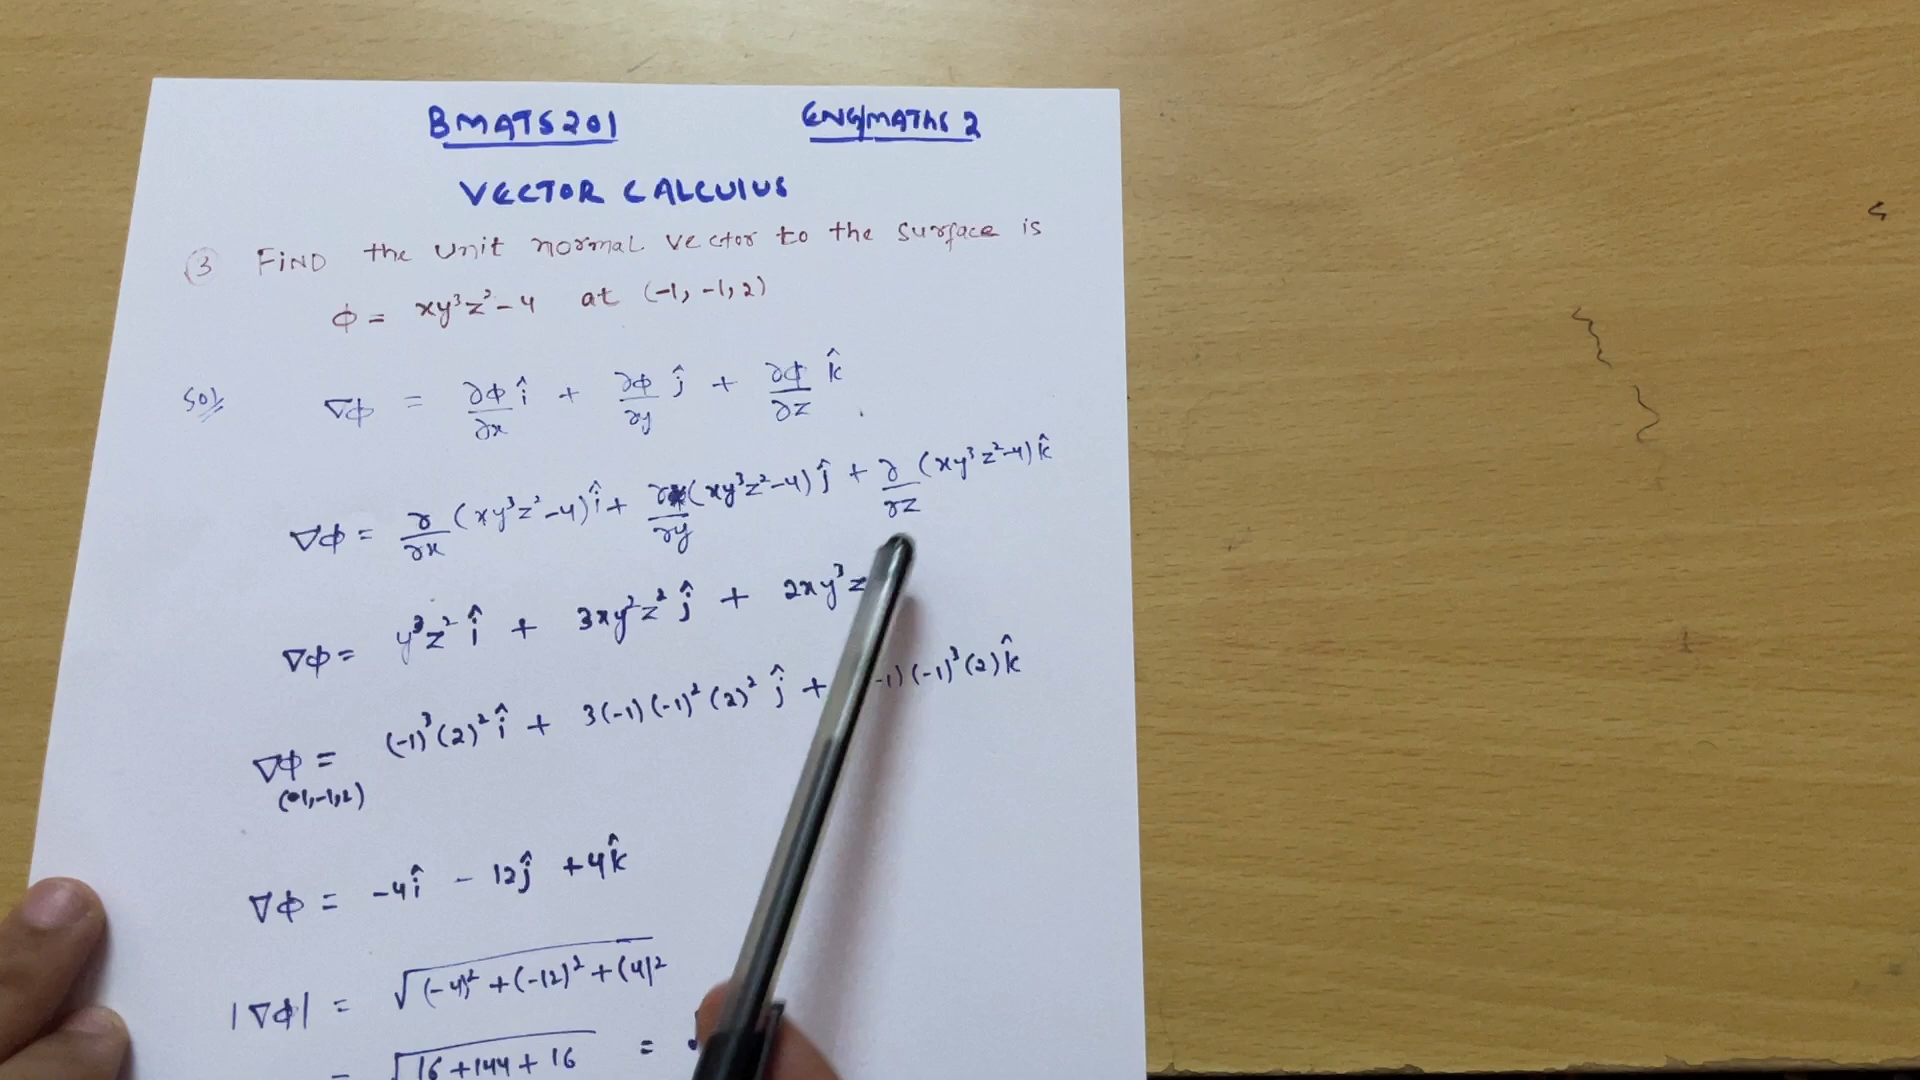 BMATS201 ENG/MATHS 2
VECTOR CALCULUS
(3 FIND the unit normal vector to the surface is
ϕ = xy³z²-4 at (-1, -1, 2)
Sol ∇ϕ = ∂ϕ/∂x î + ∂ϕ/∂y ĵ + ∂ϕ/∂z k̂
∇ϕ = ∂/∂x (xy³z²-4) î + ∂/∂y (xy³z²-4) ĵ + ∂/∂z (xy³z²-4) k̂
∇ϕ = y³z² î + 3xy²z² ĵ + 2xy³z
∇ϕ = (-1)³(2)² î + 3(-1)(-1)²(2)² ĵ + -1)(-1)³(2) k̂
(-1,-1,2)
∇ϕ = -4î - 12ĵ + 4k̂
|∇ϕ| = √(-4)² + (-12)² + (4)²
= √16 + 144 + 16 =